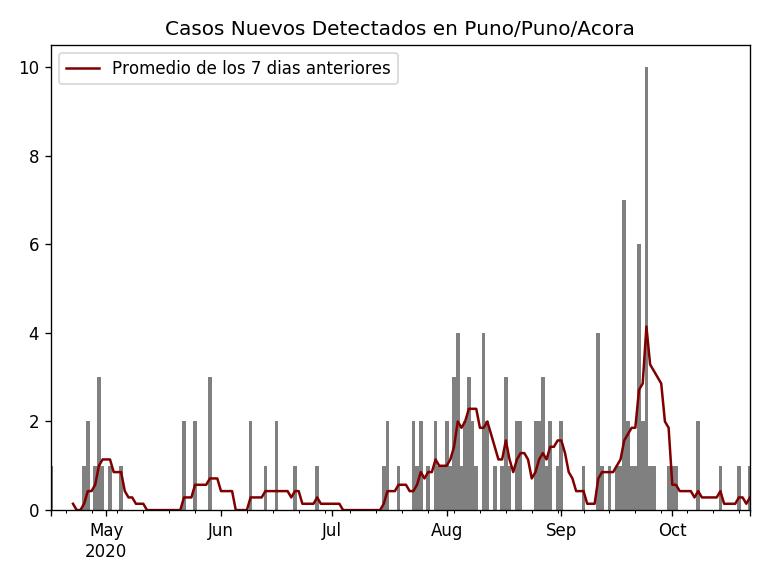 Casos Nuevos Detectados en Puno/Puno/Acora
Promedio de los 7 dias anteriores
10
8
6
4
2
0
May Jun Jul Aug Sep Oct
2020